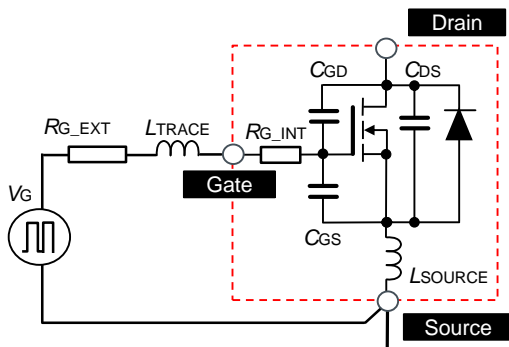 Drain
CGD
CDS
RG_EXT
LTRACE
RG_INT
Gate
VG
CGS
LSOURCE
Source